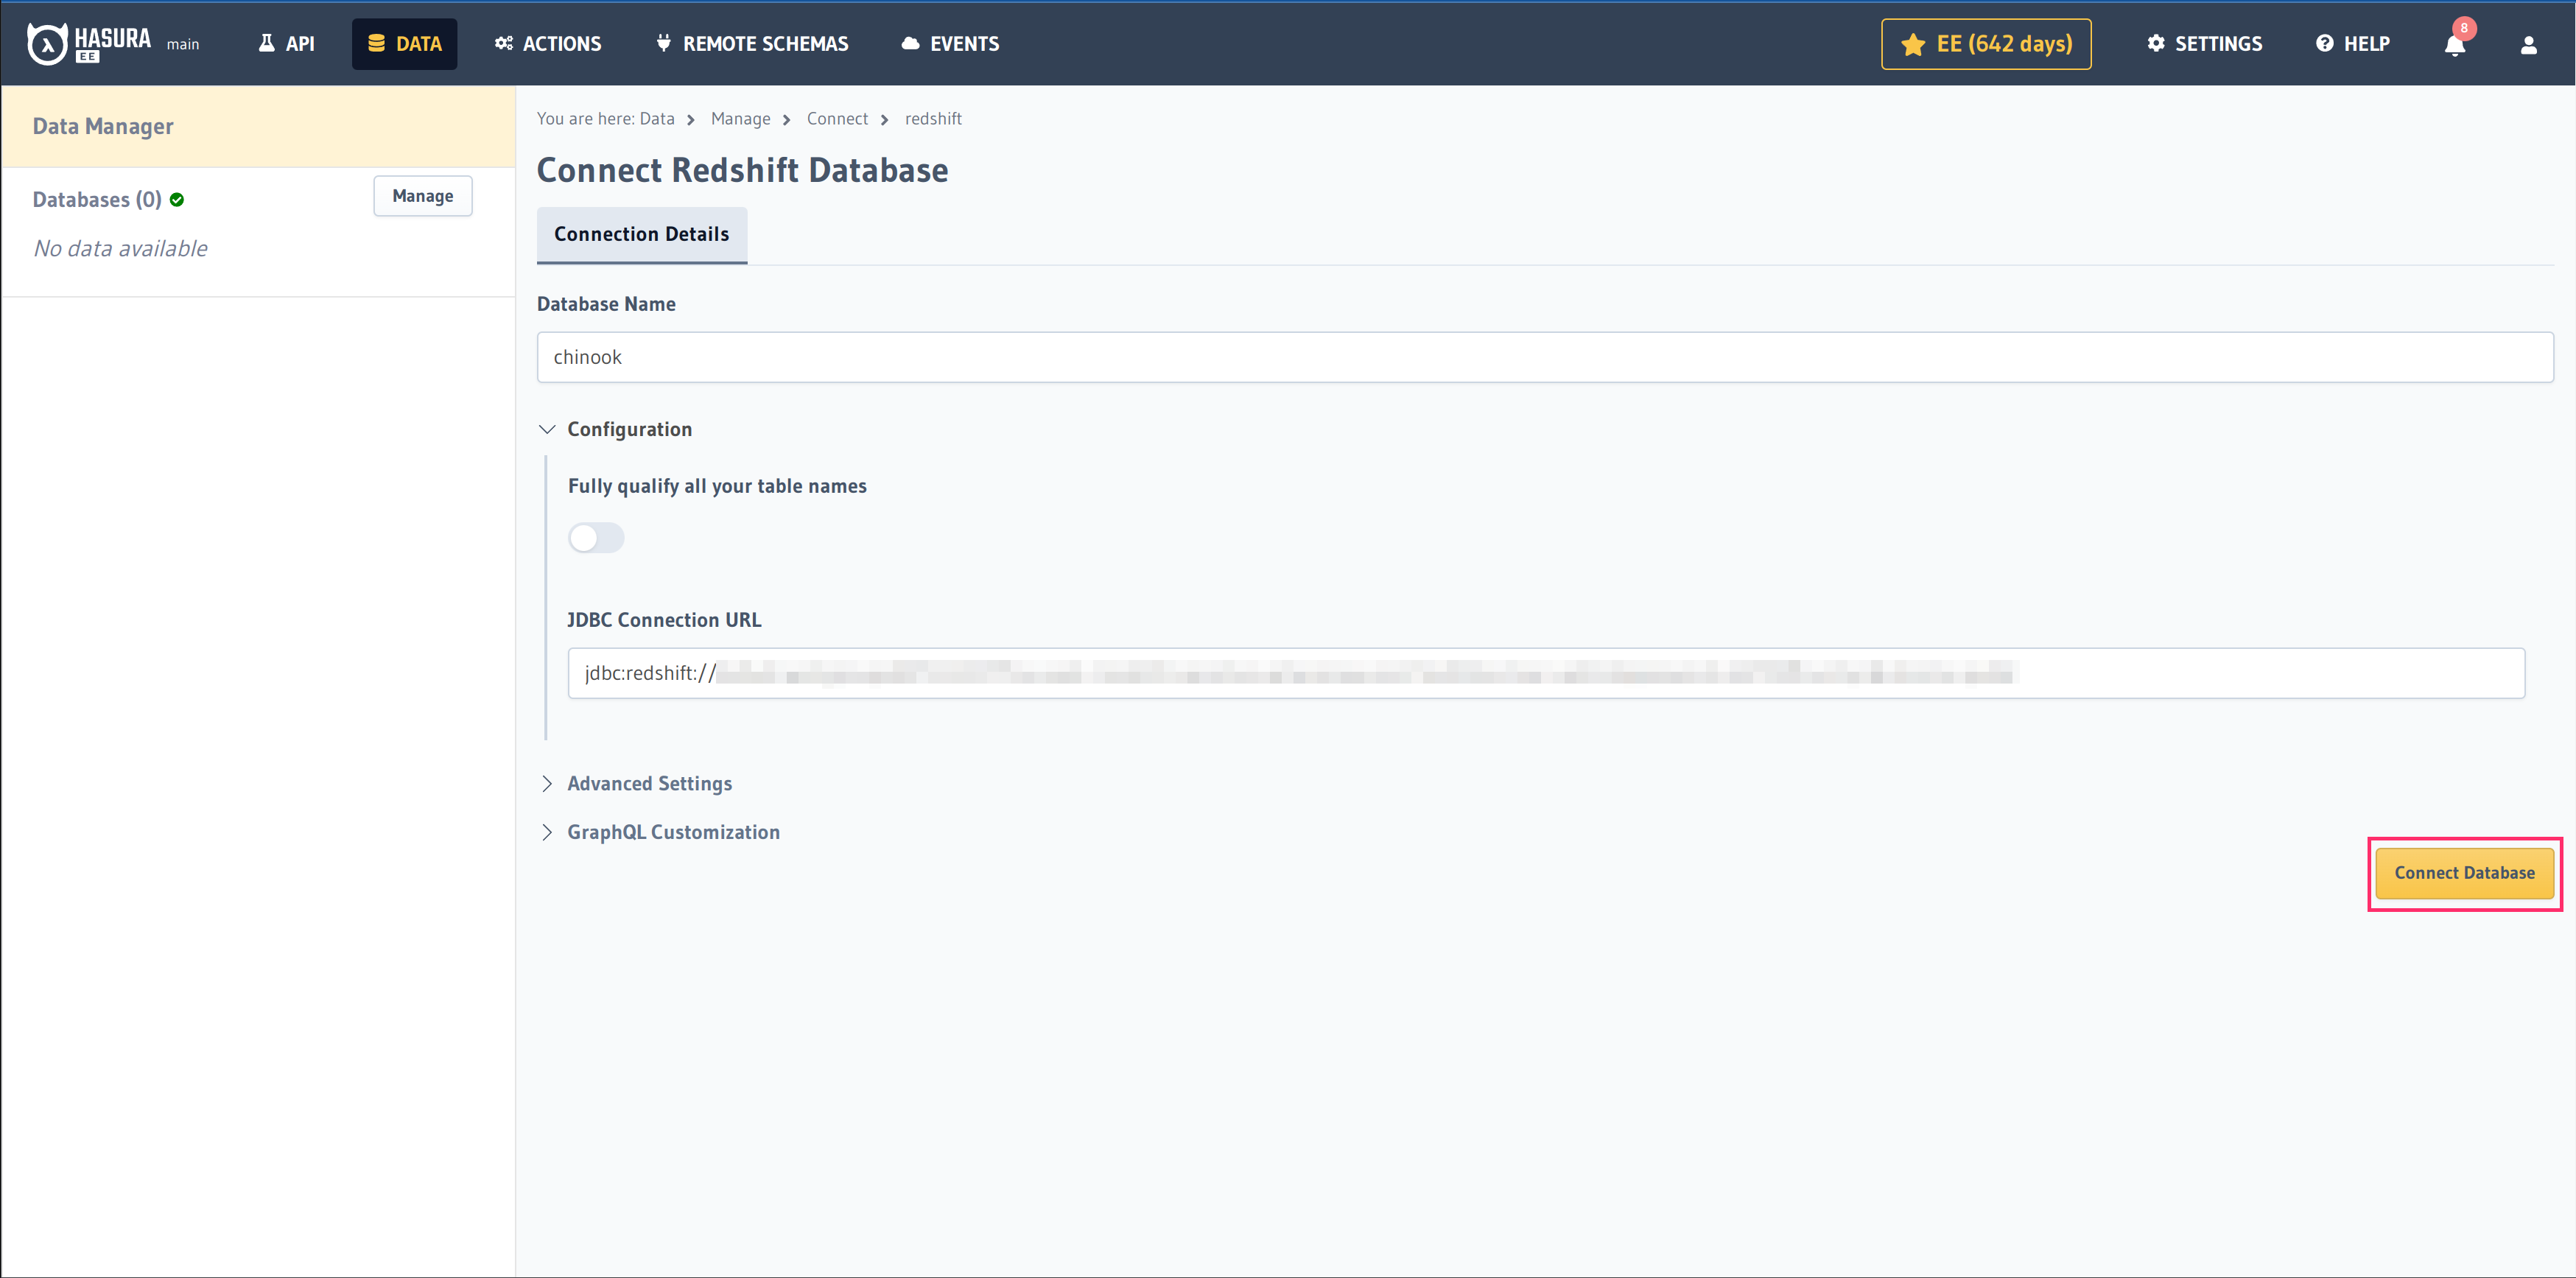 HASURA EE main API DATA ACTIONS REMOTE SCHEMAS EVENTS EE (642 days) SETTINGS HELP 8
Data Manager
Databases (0) Manage
No data available
You are here: Data > Manage > Connect > redshift
Connect Redshift Database
Connection Details
Database Name
chinook
Configuration
Fully qualify all your table names
JDBC Connection URL
jdbc:redshift://
Advanced Settings
GraphQL Customization
Connect Database